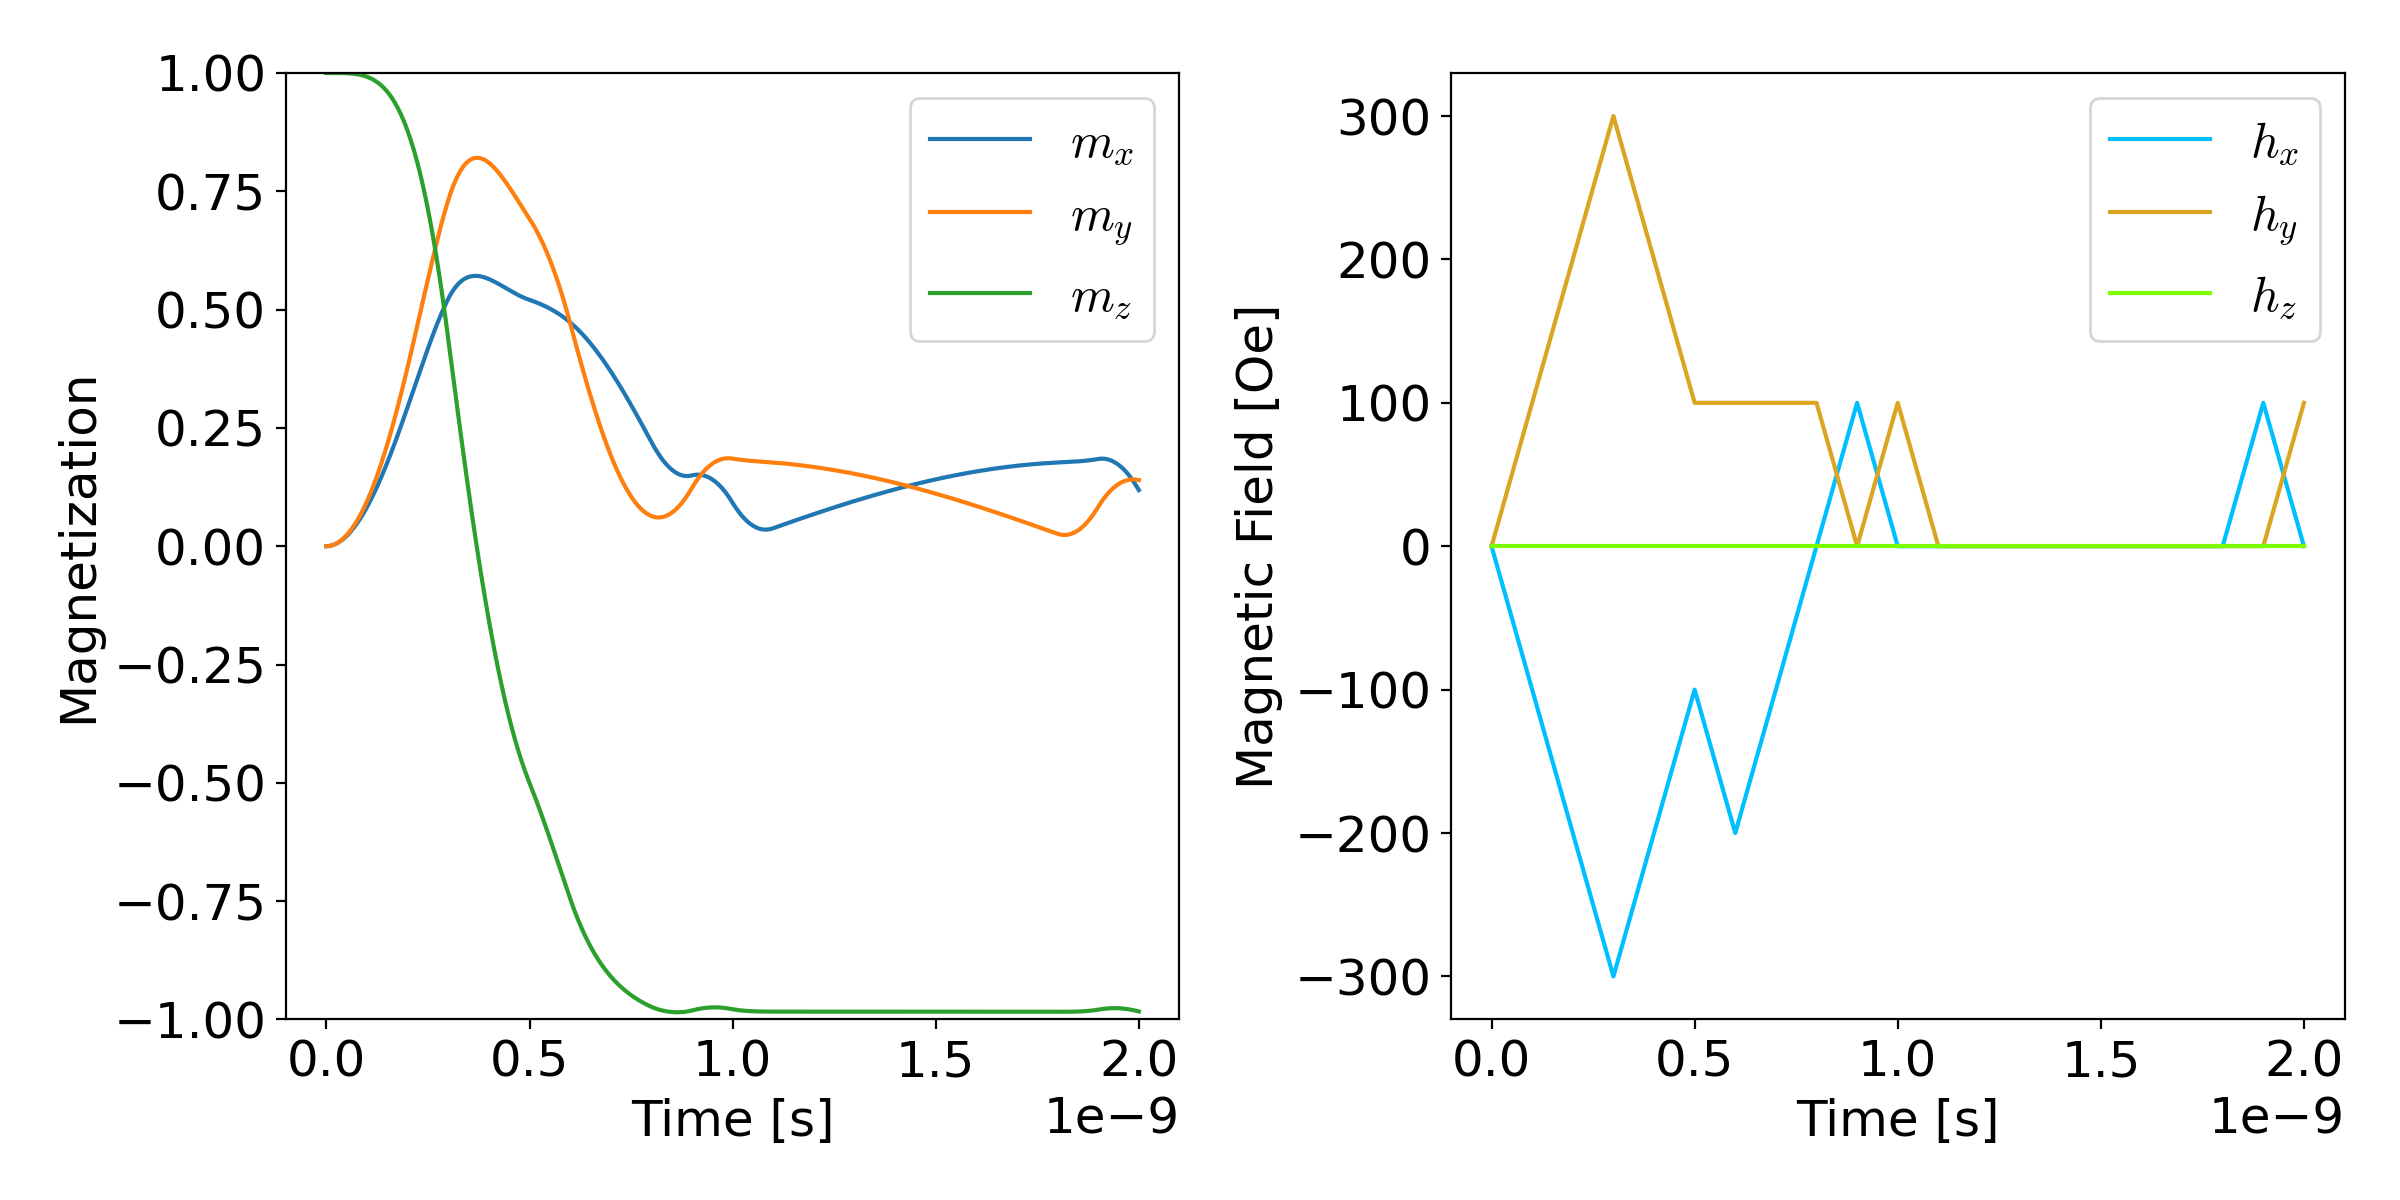 1.00
0.75
0.50
0.25
0.00
−0.25
−0.50
−0.75
−1.00
Magnetization
0.0 0.5 1.0 1.5 2.0
Time [s]
1e−9
m_x
m_y
m_z
300
200
100
0
−100
−200
−300
Magnetic Field [Oe]
0.0 0.5 1.0 1.5 2.0
Time [s]
1e−9
h_x
h_y
h_z